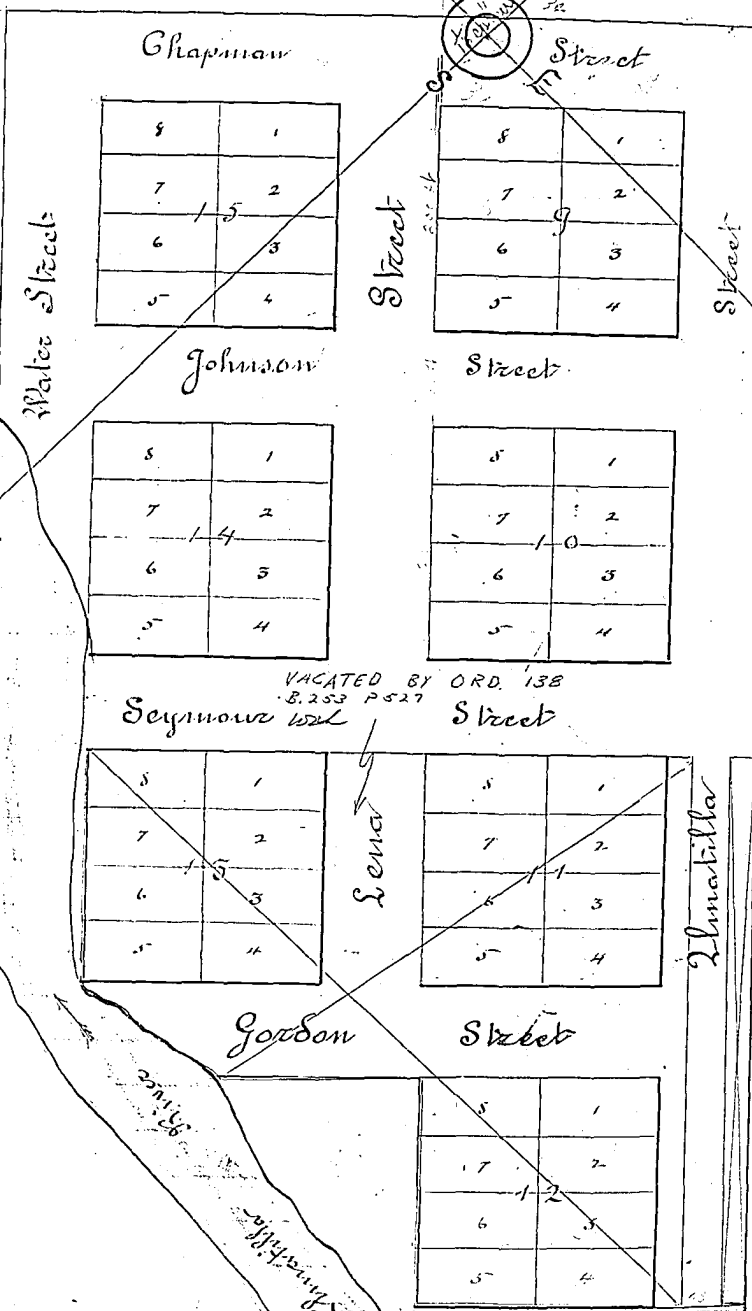 Chapman Street
S E
8 1 8 1
7 2 7 2
15 9
6 3 6 3
5 4 5 4
Water Street
Street
Street
Johnson Street
8 1 8 1
7 2 7 2
14 10
6 3 6 3
5 4 5 4
VACATED BY ORD. 138
B. 253 P 527
Seymour Street
8 1 8 1
7 2 7 2
13 11
6 3 6 3
5 4 5 4
Lena
Umatilla
Gordon Street
8 1
7 2
12
6 3
5 4
Umatilla River